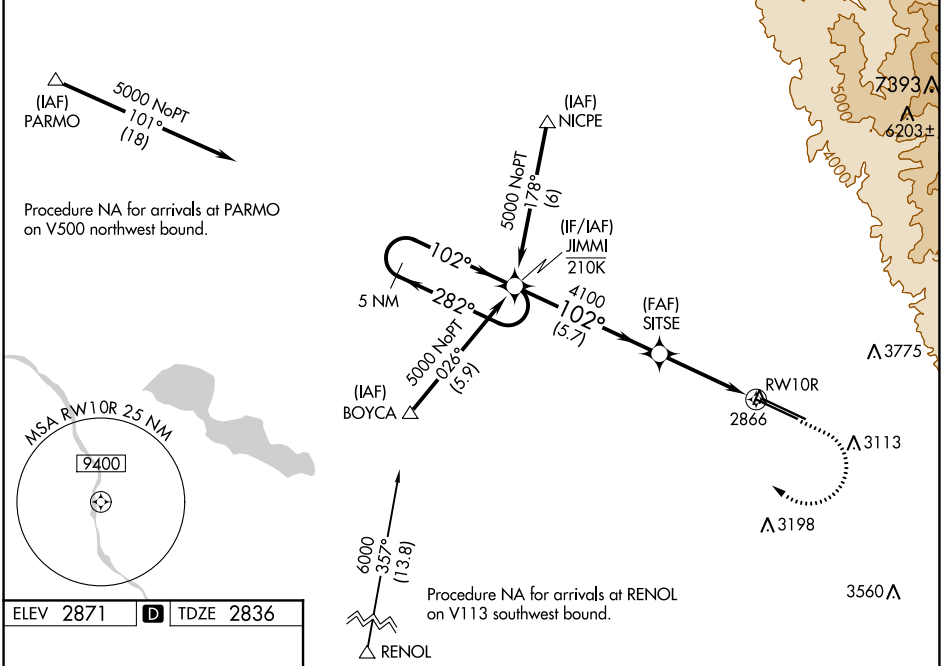 (IAF)
PARMO
5000 NoPT
101°
(18)
Procedure NA for arrivals at PARMO
on V500 northwest bound.
(IAF)
NICPE
5000 NoPT
178°
(6)
7393
6203±
5000
4000
(IF/IAF)
JIMMI
210K
102°
282°
5 NM
4100
102°
(5.7)
(FAF)
SITSE
5000 NoPT
026°
(5.9)
(IAF)
BOYCA
3775
RW10R
2866
3113
3198
3560
MSA RW10R 25 NM
9400
6000
357°
(13.8)
RENOL
Procedure NA for arrivals at RENOL
on V113 southwest bound.
ELEV 2871 D TDZE 2836